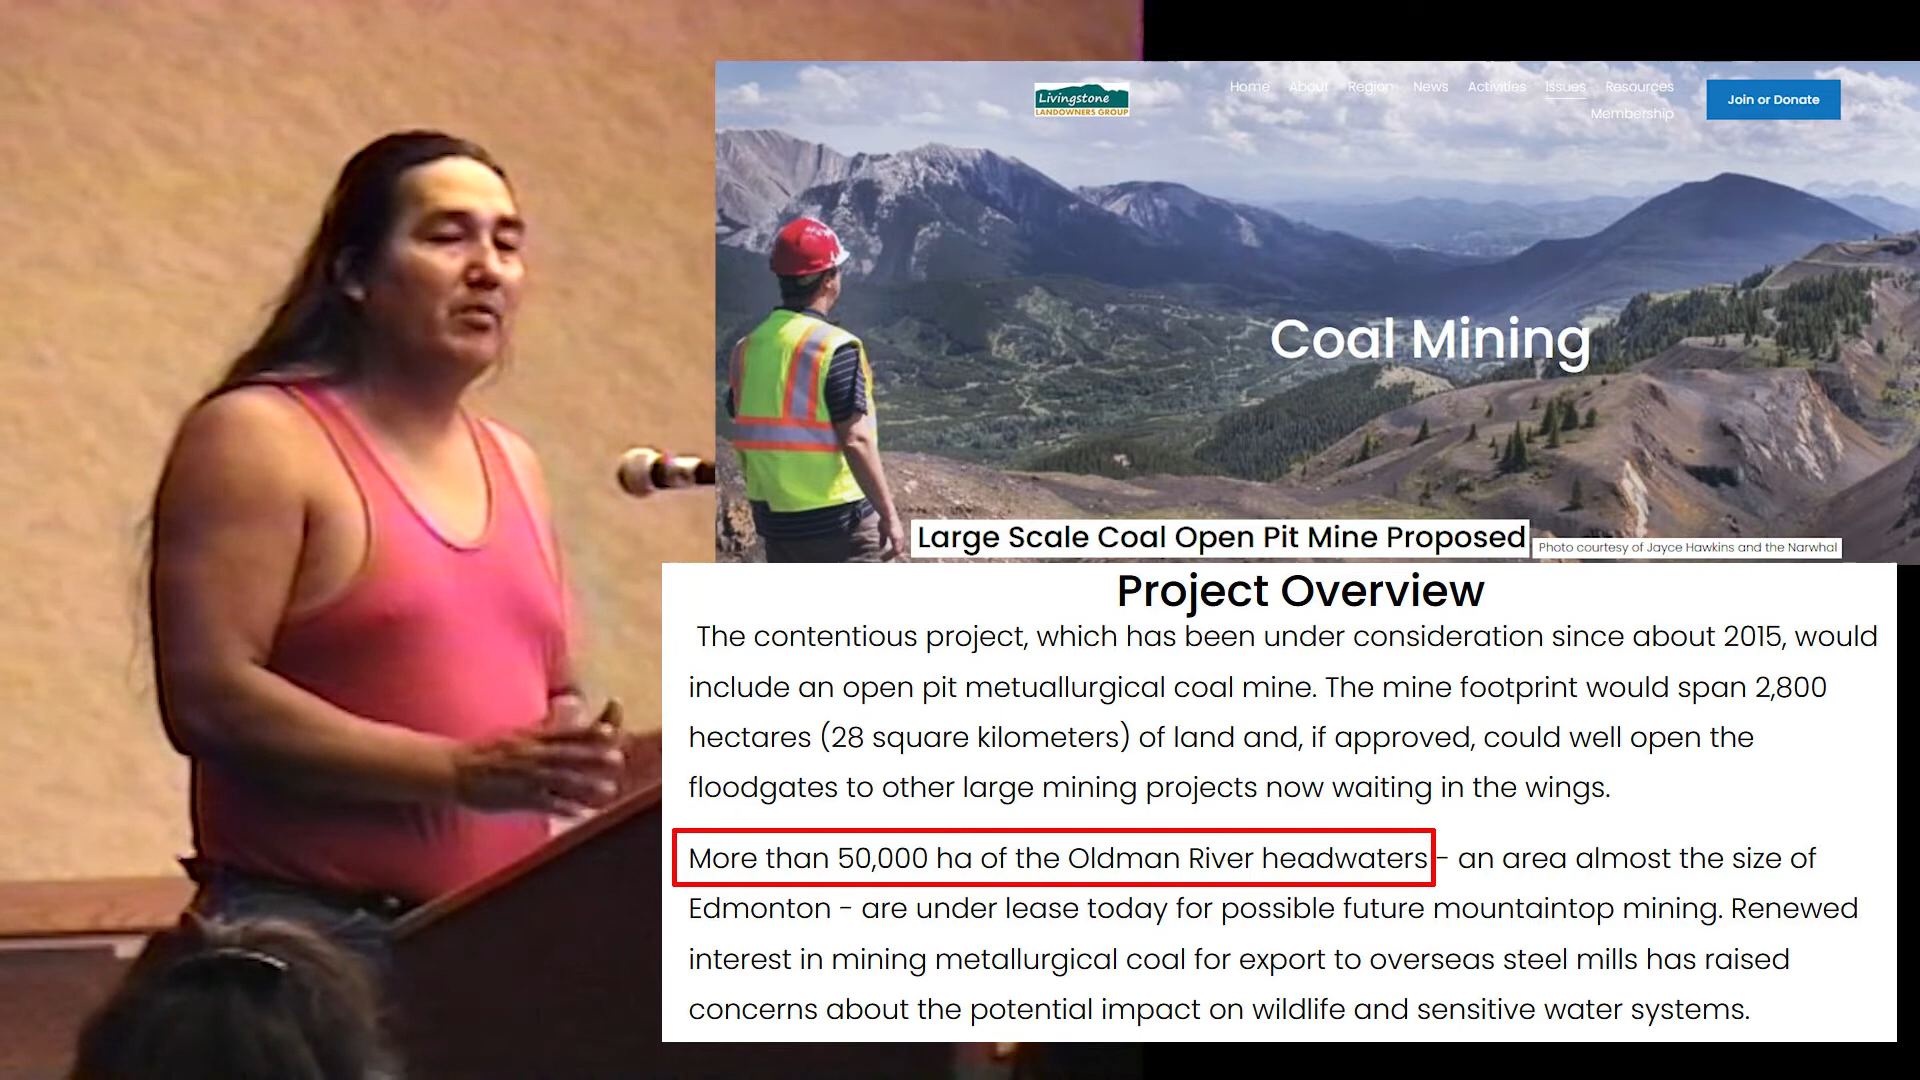 Livingstone
LANDOWNERS GROUP
Home About Region News Activities Issues Resources
Membership
Join or Donate
Coal Mining
Large Scale Coal Open Pit Mine Proposed
Photo courtesy of Jayce Hawkins and the Narwhal
Project Overview
The contentious project, which has been under consideration since about 2015, would
include an open pit metuallurgical coal mine. The mine footprint would span 2,800
hectares (28 square kilometers) of land and, if approved, could well open the
floodgates to other large mining projects now waiting in the wings.
More than 50,000 ha of the Oldman River headwaters - an area almost the size of
Edmonton - are under lease today for possible future mountaintop mining. Renewed
interest in mining metallurgical coal for export to overseas steel mills has raised
concerns about the potential impact on wildlife and sensitive water systems.